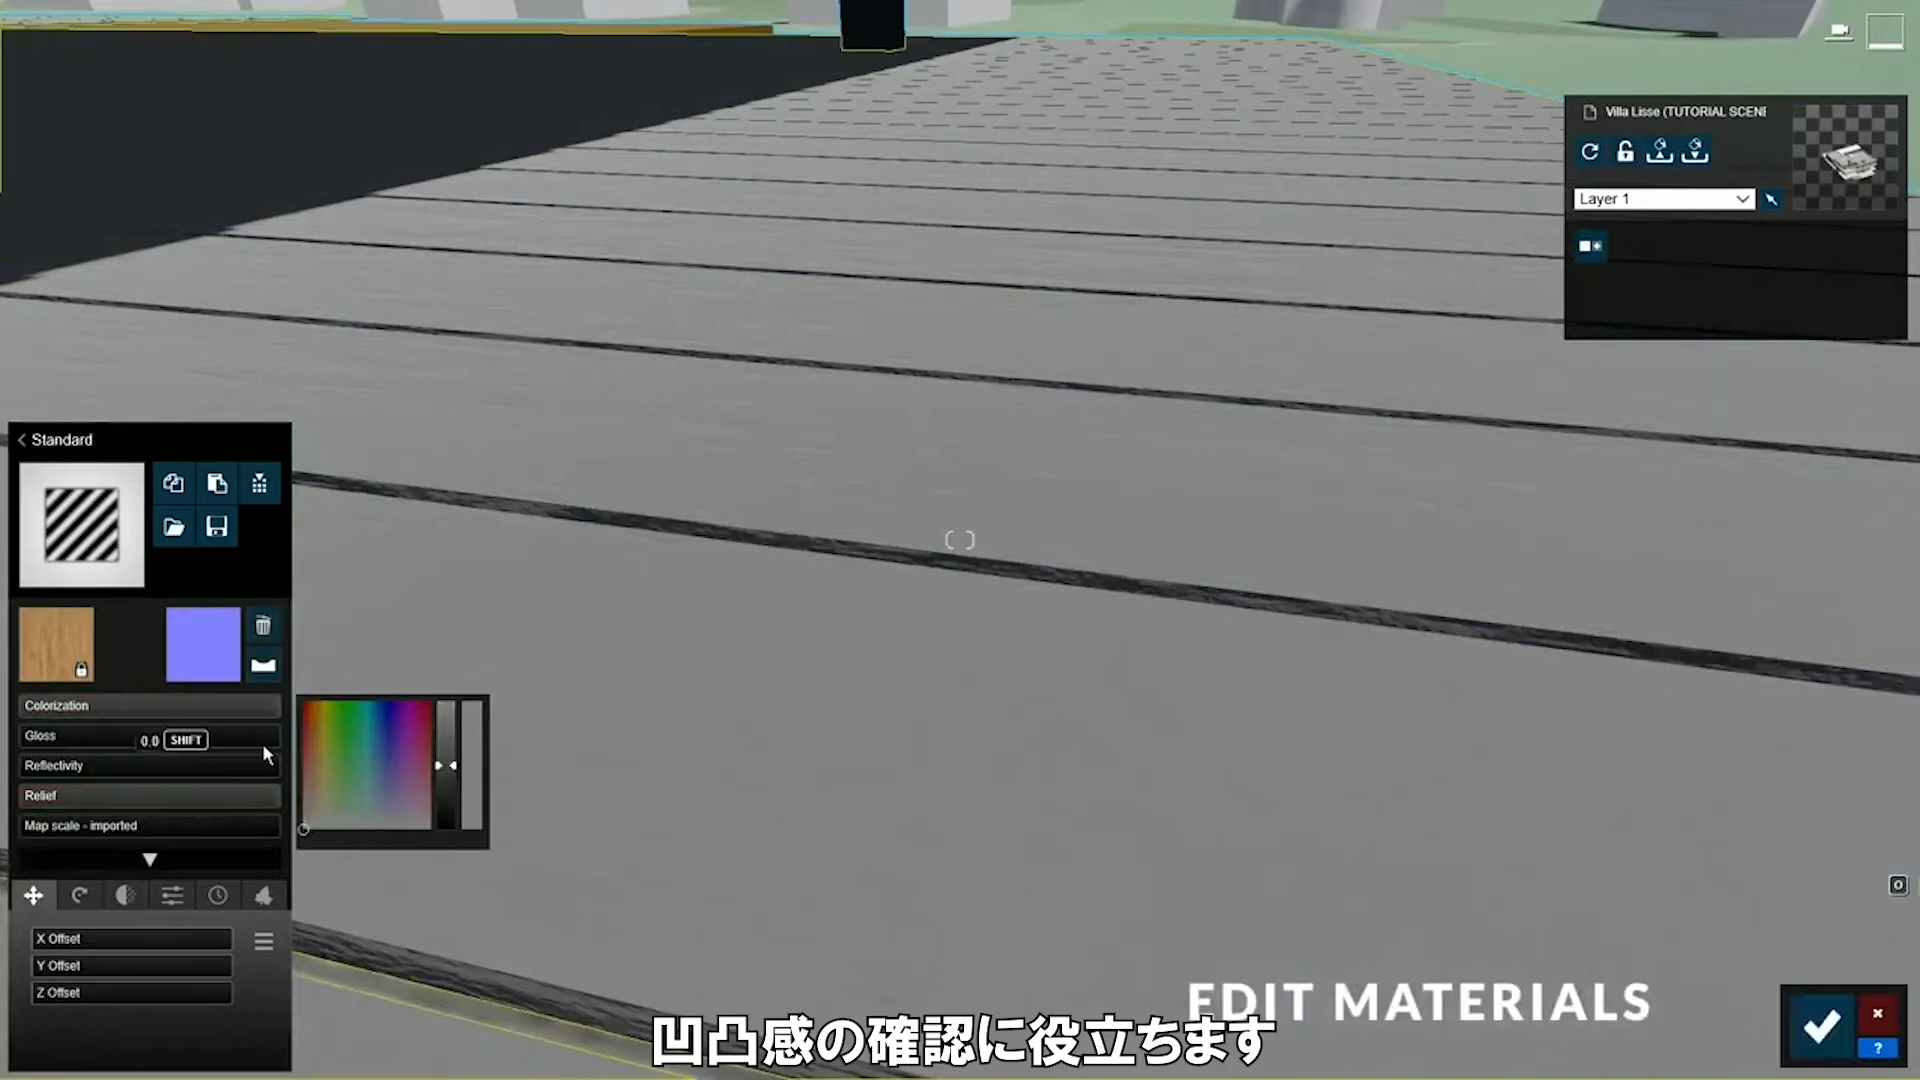 Villa Lisse (TUTORIAL SCENE
Layer 1
Standard
Colorization
Gloss
0.0 SHIFT
Reflectivity
Relief
Map scale - imported
X Offset
Y Offset
Z Offset
O
EDIT MATERIALS
凹凸感の確認に役立ちます
?